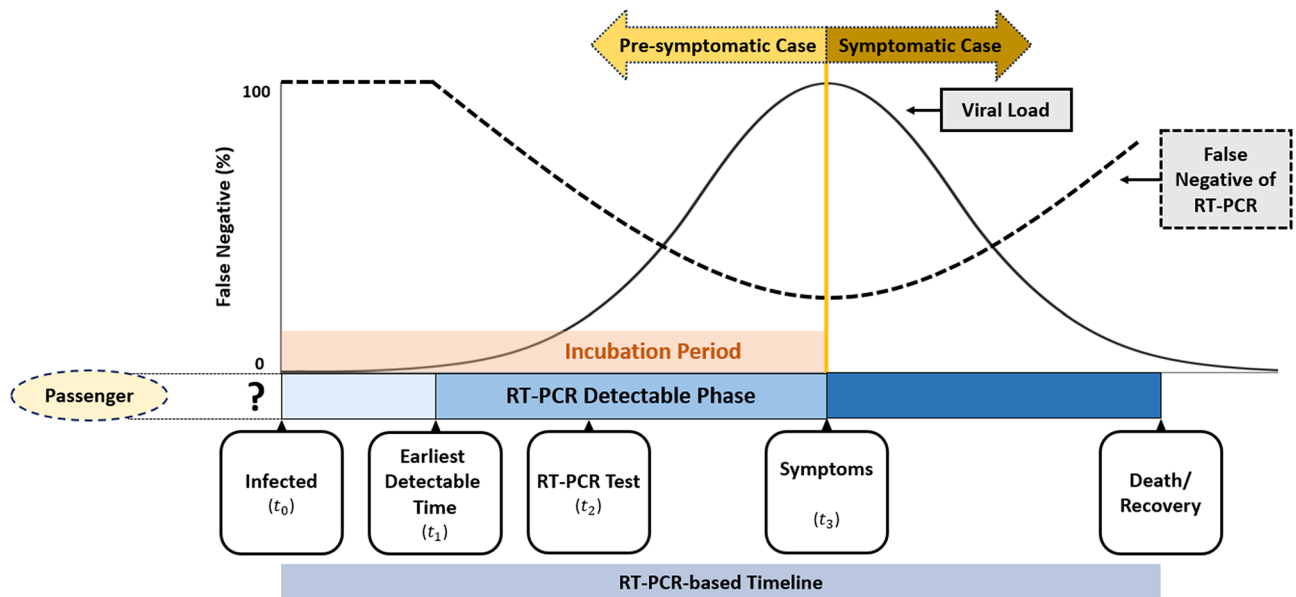 Pre-symptomatic Case
Symptomatic Case
100
Viral Load
False
Negative of
RT-PCR
False Negative (%)
Incubation Period
0
Passenger
?
RT-PCR Detectable Phase
Infected
(t₀)
Earliest
Detectable
Time
(t₁)
RT-PCR Test
(t₂)
Symptoms
(t₃)
Death/
Recovery
RT-PCR-based Timeline